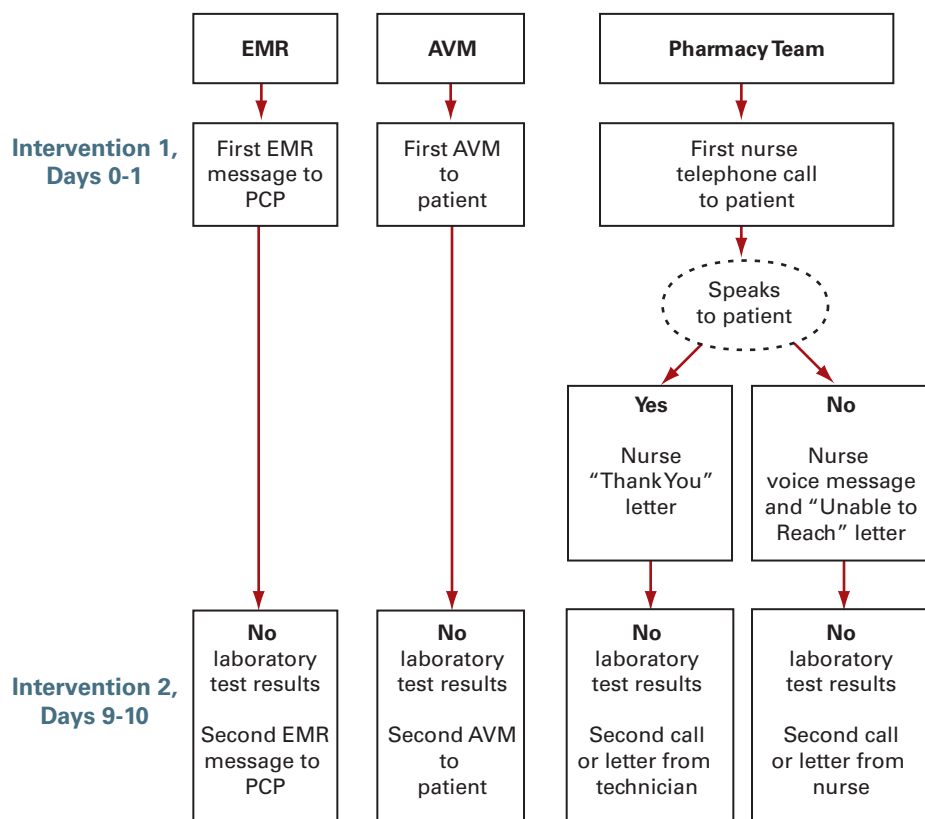 EMR
AVM
Pharmacy Team
Intervention 1,
Days 0-1
First EMR
message to
PCP
First AVM
to
patient
First nurse
telephone call
to patient
Speaks
to patient
Yes
Nurse
“Thank You”
letter
No
Nurse
voice message
and “Unable to
Reach” letter
Intervention 2,
Days 9-10
No
laboratory
test results
Second EMR
message to
PCP
No
laboratory
test results
Second AVM
to
patient
No
laboratory
test results
Second call
or letter from
technician
No
laboratory
test results
Second call
or letter from
nurse